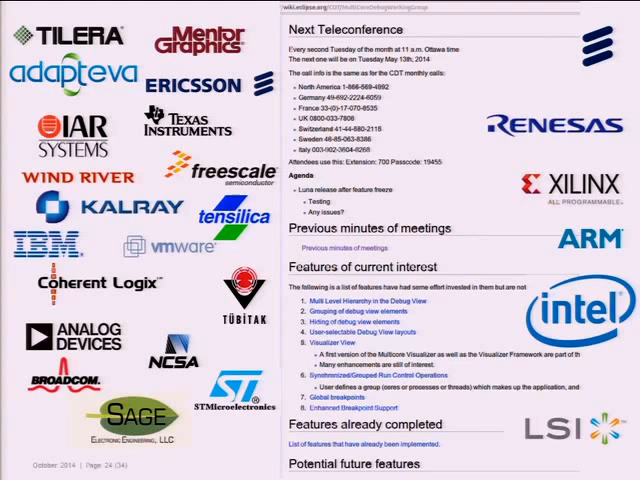 /wiki.eclipse.org/CDT/MultiCoreDebugWorkingGroup
TILERA
Mentor Graphics
adapteva
ERICSSON
IAR SYSTEMS
TEXAS INSTRUMENTS
WIND RIVER
freescale
semiconductor
KALRAY
tensilica
IBM
vmware
Coherent Logix
TÜBİTAK
ANALOG DEVICES
NCSA
BROADCOM
ST
STMicroelectronics
SAGE
ELECTRONIC ENGINEERING, LLC
October 2014 | Page 24 (34)
Next Teleconference
Every second Tuesday of the month at 11 a.m. Ottawa time
The next one will be on Tuesday May 13th, 2014
The call info is the same as for the CDT monthly calls:
North America 1-866-569-4992
Germany 49-692-2224-6059
France 33-(0)-17-070-8535
UK 0800-033-7806
Switzerland 41-44-580-2115
Sweden 46-85-063-8386
Italy 003-902-3604-8268
Attendees use this: Extension: 700 Passcode: 19455
Agenda
Luna release after feature freeze
Testing
Any issues?
Previous minutes of meetings
Previous minutes of meetings
Features of current interest
The following is a list of features have had some effort invested in them but are not
1. Multi Level Hierarchy in the Debug View
2. Grouping of debug view elements
3. Hiding of debug view elements
4. User-selectable Debug View layouts
5. Visualizer View
A first version of the Multicore Visualizer as well as the Visualizer Framework are part of th
Many enhancements are still of interest.
6. Synchronized/Grouped Run Control Operations
User defines a group (cores or processes or threads) which makes up the application, and
7. Global breakpoints
8. Enhanced Breakpoint Support
Features already completed
List of features that have already been implemented.
Potential future features
RENESAS
XILINX
ALL PROGRAMMABLE
ARM
intel
LSI